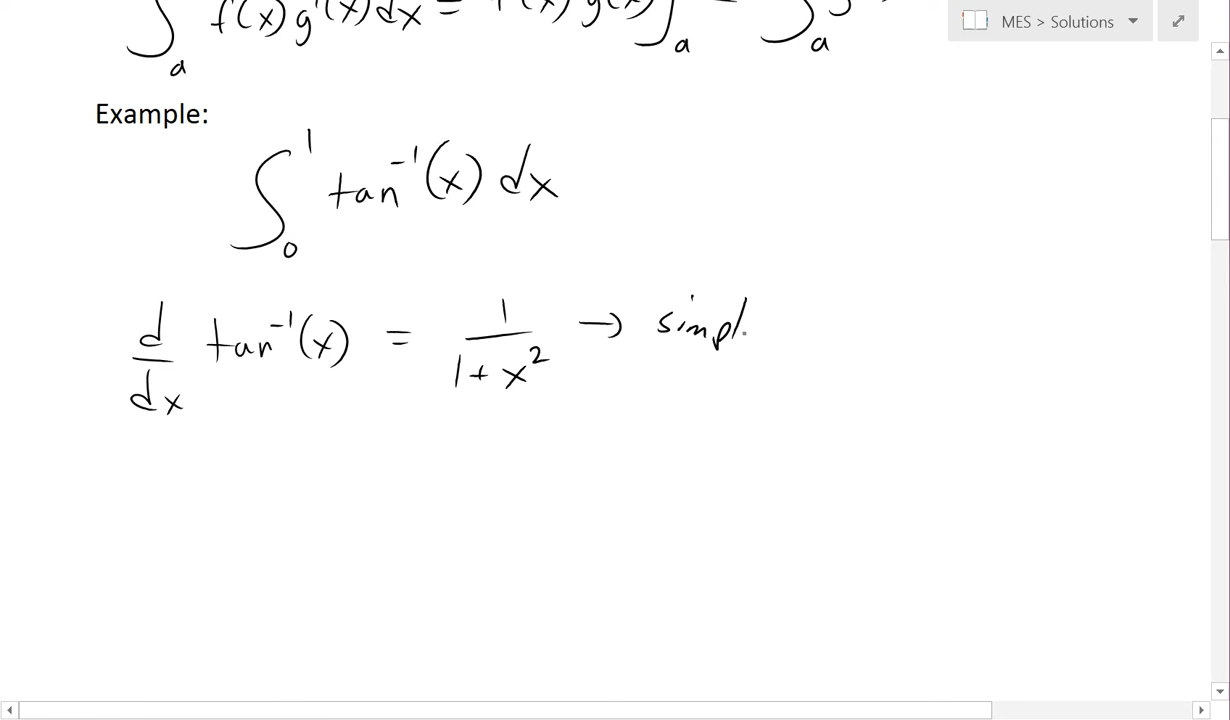 MES > Solutions
∫ₐ f(x)g'(x)dx = f(x)g(x)]ₐ − ∫ₐ
Example:
∫₀¹ tan⁻¹(x) dx
d/dx tan⁻¹(x) = 1/(1+x²) → simpl